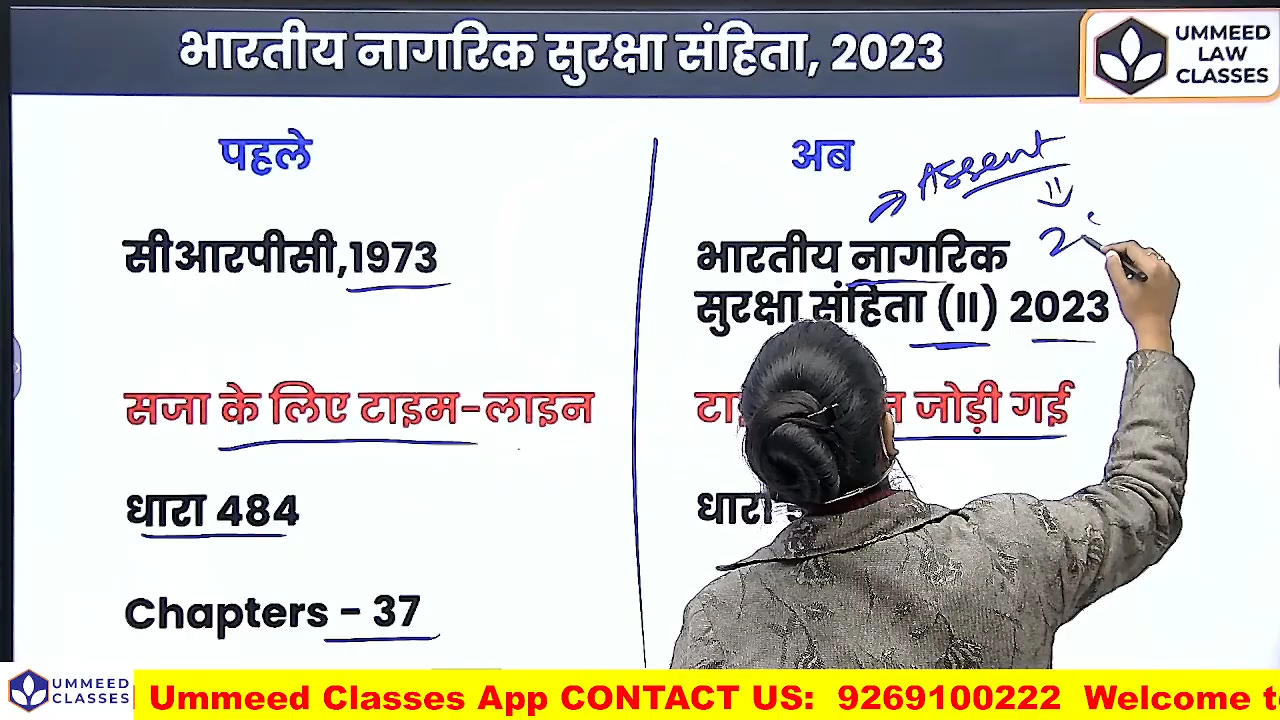 भारतीय नागरिक सुरक्षा संहिता, 2023
UMMEED
LAW
CLASSES
पहले
अब
Assent
सीआरपीसी,1973
भारतीय नागरिक
सुरक्षा संहिता (II) 2023
सजा के लिए टाइम-लाइन
जोड़ी गई
धारा 484
धारा
Chapters - 37
UMMEED
CLASSES
Ummeed Classes App CONTACT US: 9269100222 Welcome